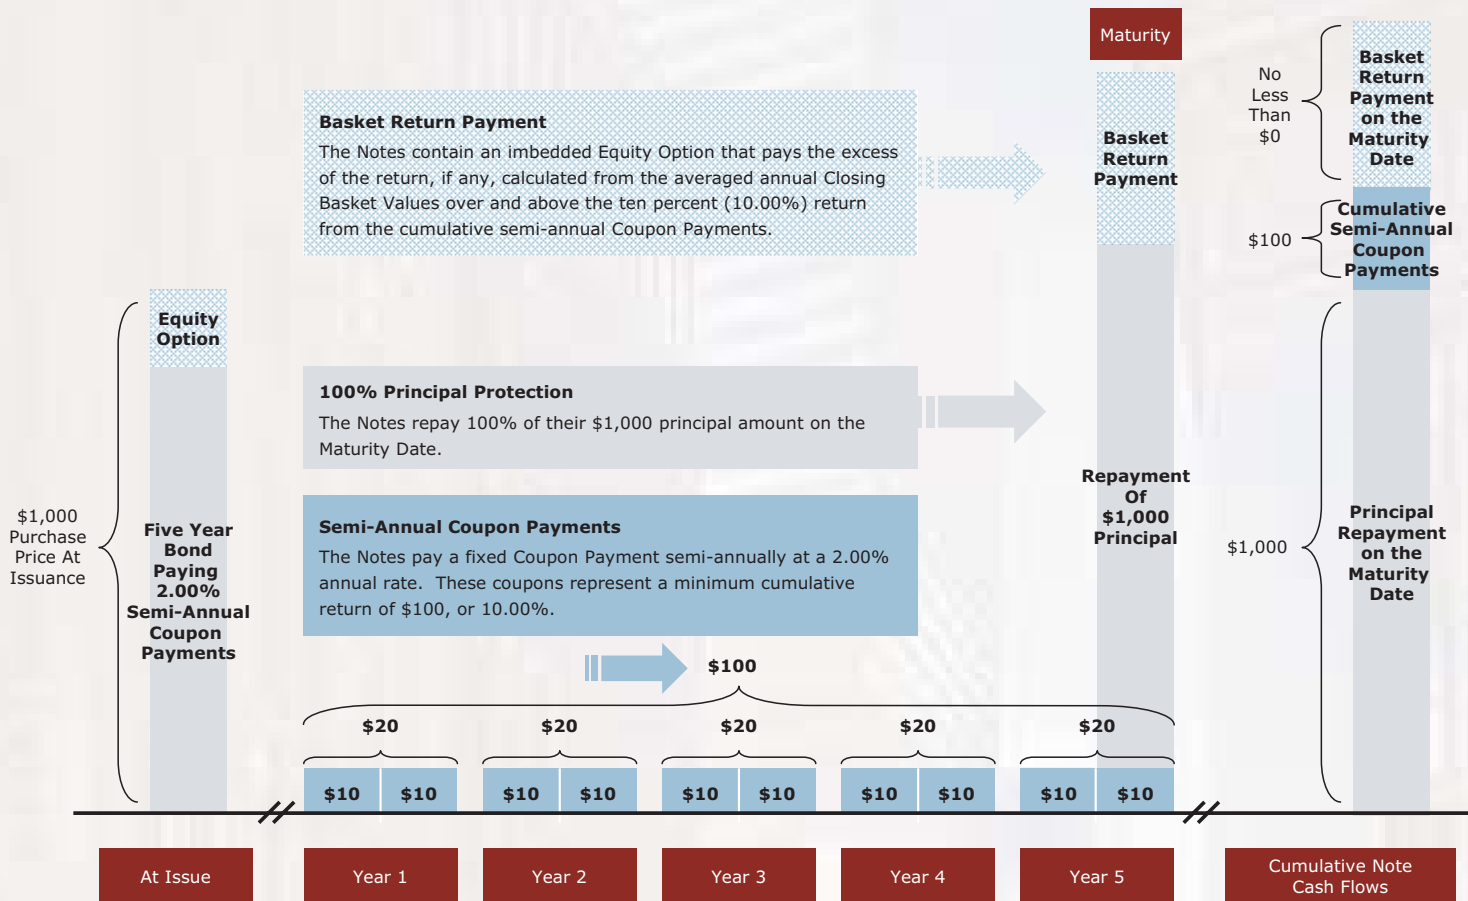 Maturity
Basket Return Payment
The Notes contain an imbedded Equity Option that pays the excess
of the return, if any, calculated from the averaged annual Closing
Basket Values over and above the ten percent (10.00%) return
from the cumulative semi-annual Coupon Payments.
Basket
Return
Payment
No
Less
Than
$0
Basket
Return
Payment
on the
Maturity
Date
$100
Cumulative
Semi-Annual
Coupon
Payments
Equity
Option
100% Principal Protection
The Notes repay 100% of their $1,000 principal amount on the
Maturity Date.
$1,000
Purchase
Price At
Issuance
Five Year
Bond
Paying
2.00%
Semi-Annual
Coupon
Payments
Semi-Annual Coupon Payments
The Notes pay a fixed Coupon Payment semi-annually at a 2.00%
annual rate.  These coupons represent a minimum cumulative
return of $100, or 10.00%.
Repayment
Of
$1,000
Principal
$1,000
Principal
Repayment
on the
Maturity
Date
$100
$20 $20 $20 $20 $20
$10 $10 $10 $10 $10 $10 $10 $10 $10 $10
At Issue
Year 1
Year 2
Year 3
Year 4
Year 5
Cumulative Note
Cash Flows